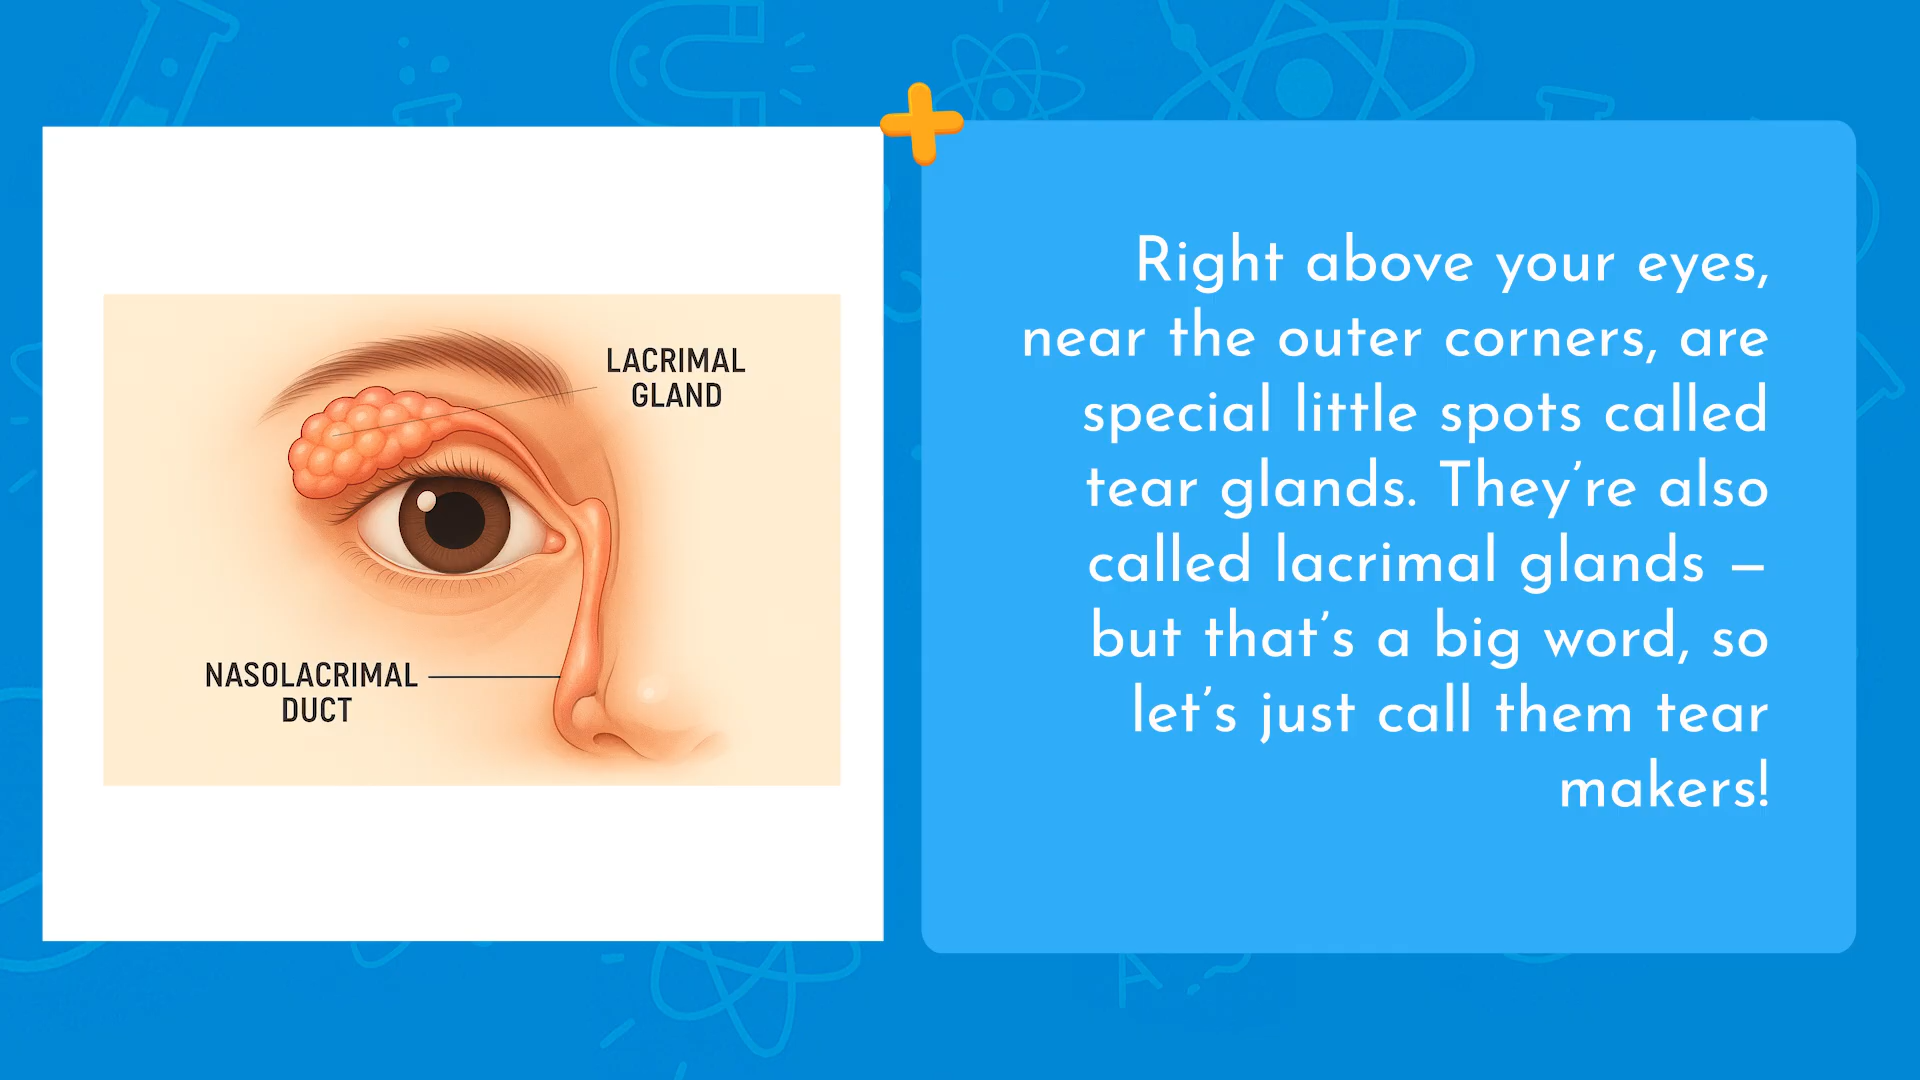 LACRIMAL
GLAND
NASOLACRIMAL
DUCT
Right above your eyes,
near the outer corners, are
special little spots called
tear glands. They’re also
called lacrimal glands –
but that’s a big word, so
let’s just call them tear
makers!